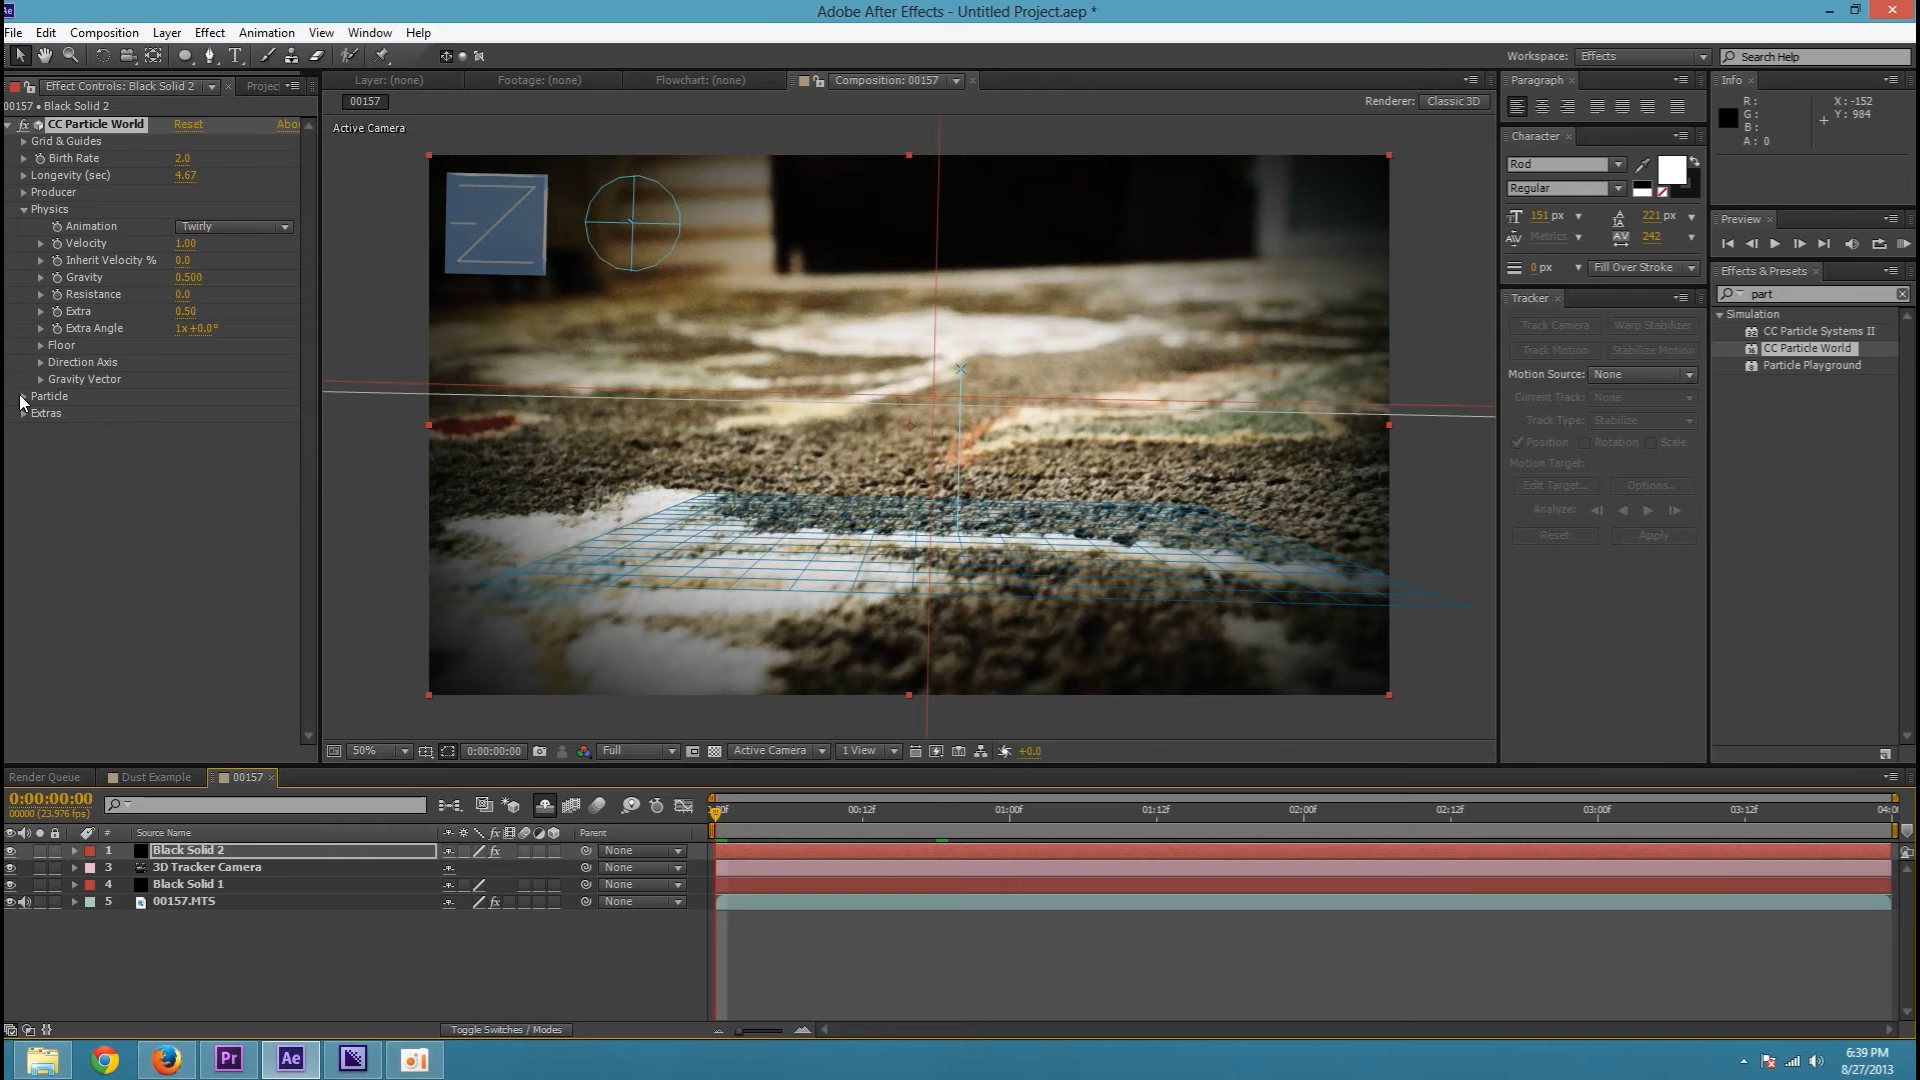 Adobe After Effects - Untitled Project.aep *
File Edit Composition Layer Effect Animation View Window Help
Workspace: Effects Search Help
Effect Controls: Black Solid 2 Projec
Layer: (none) Footage: (none) Flowchart: (none) Composition: 00157
00157 • Black Solid 2
00157
Renderer: Classic 3D
Active Camera
CC Particle World Reset Abou
Grid & Guides
Birth Rate 2.0
Longevity (sec) 4.67
Producer
Physics
Animation Twirly
Velocity 1.00
Inherit Velocity % 0.0
Gravity 0.500
Resistance 0.0
Extra 0.50
Extra Angle 1x+0.0°
Floor
Direction Axis
Gravity Vector
Particle
Extras
50% 0:00:00:00 Full Active Camera 1 View +0.0
Paragraph
Character
Rod
Regular
151 px 221 px
Metrics 242
0 px Fill Over Stroke
Tracker
Track Camera Warp Stabilizer
Track Motion Stabilize Motion
Motion Source: None
Current Track: None
Track Type: Stabilize
Position Rotation Scale
Motion Target:
Edit Target... Options...
Analyze:
Reset Apply
Info
R: X: -152
G: Y: 984
B:
A: 0
Preview
Effects & Presets
part
Simulation
CC Particle Systems II
CC Particle World
Particle Playground
Render Queue Dust Example 00157
0:00:00:00
00000 (23.976 fps)
# Source Name Parent
1 Black Solid 2 None
3 3D Tracker Camera None
4 Black Solid 1 None
5 00157.MTS None
00:12f 01:00f 01:12f 02:00f 02:12f 03:00f 03:12f
Toggle Switches / Modes
Pr Ae
6:39 PM
8/27/2013